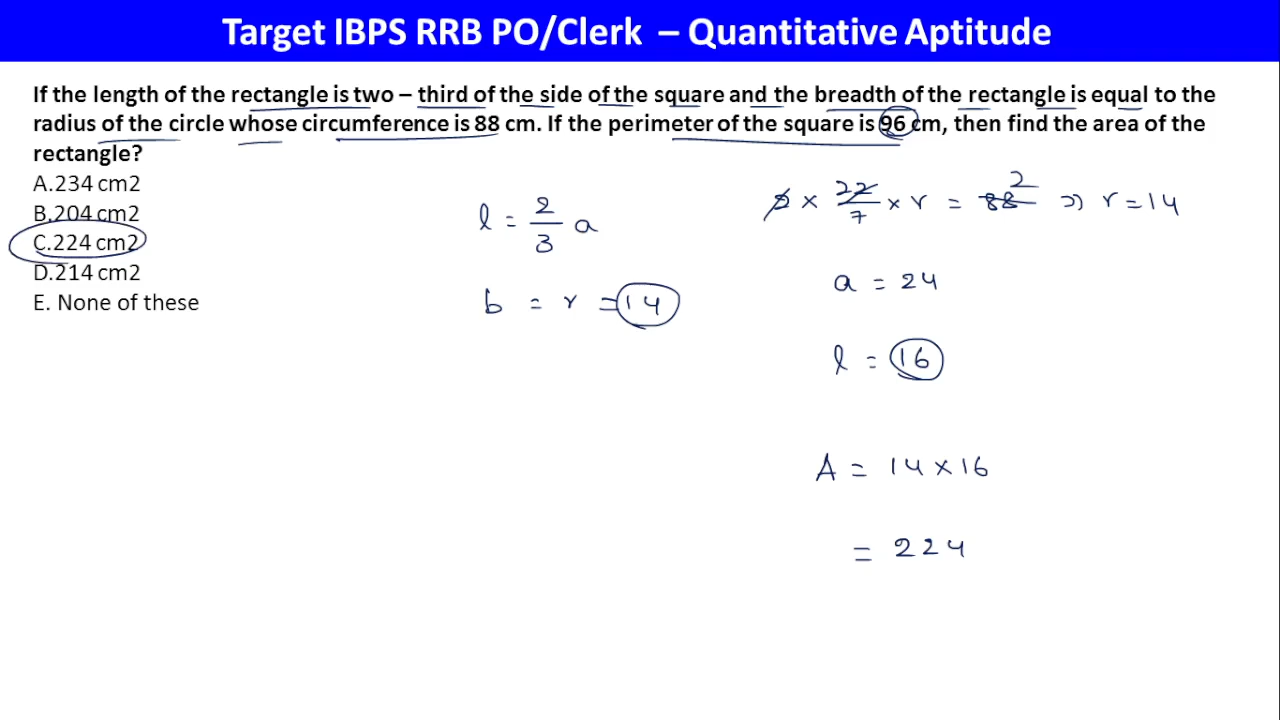 Target IBPS RRB PO/Clerk – Quantitative Aptitude
If the length of the rectangle is two – third of the side of the square and the breadth of the rectangle is equal to the
radius of the circle whose circumference is 88 cm. If the perimeter of the square is 96 cm, then find the area of the
rectangle?
A.234 cm2
B.204 cm2
C.224 cm2
D.214 cm2
E. None of these
l = 2/3 a
b = r = 14
2 × 22/7 × r = 88 2 ⇒ r = 14
a = 24
l = 16
A = 14 × 16
= 224